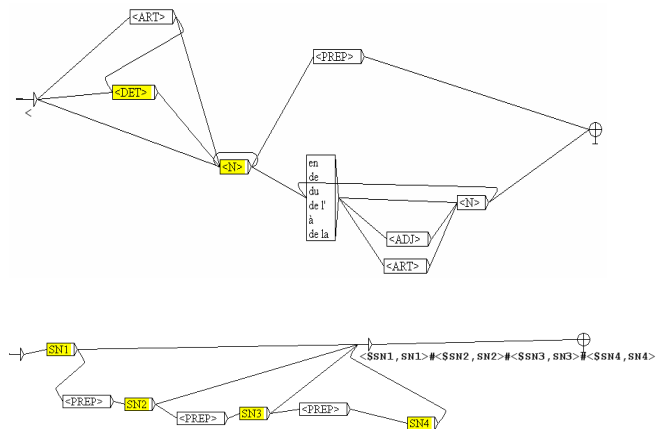 <ART>
<PREP>
<DET>
<
<N>
en
de
du
de l'
à
de la
<N>
<ADJ>
<ART>
SN1
<$SN1,SN1>#<$SN2,SN2>#<$SN3,SN3>#<$SN4,SN4>
<PREP>
SN2
<PREP>
SN3
<PREP>
SN4